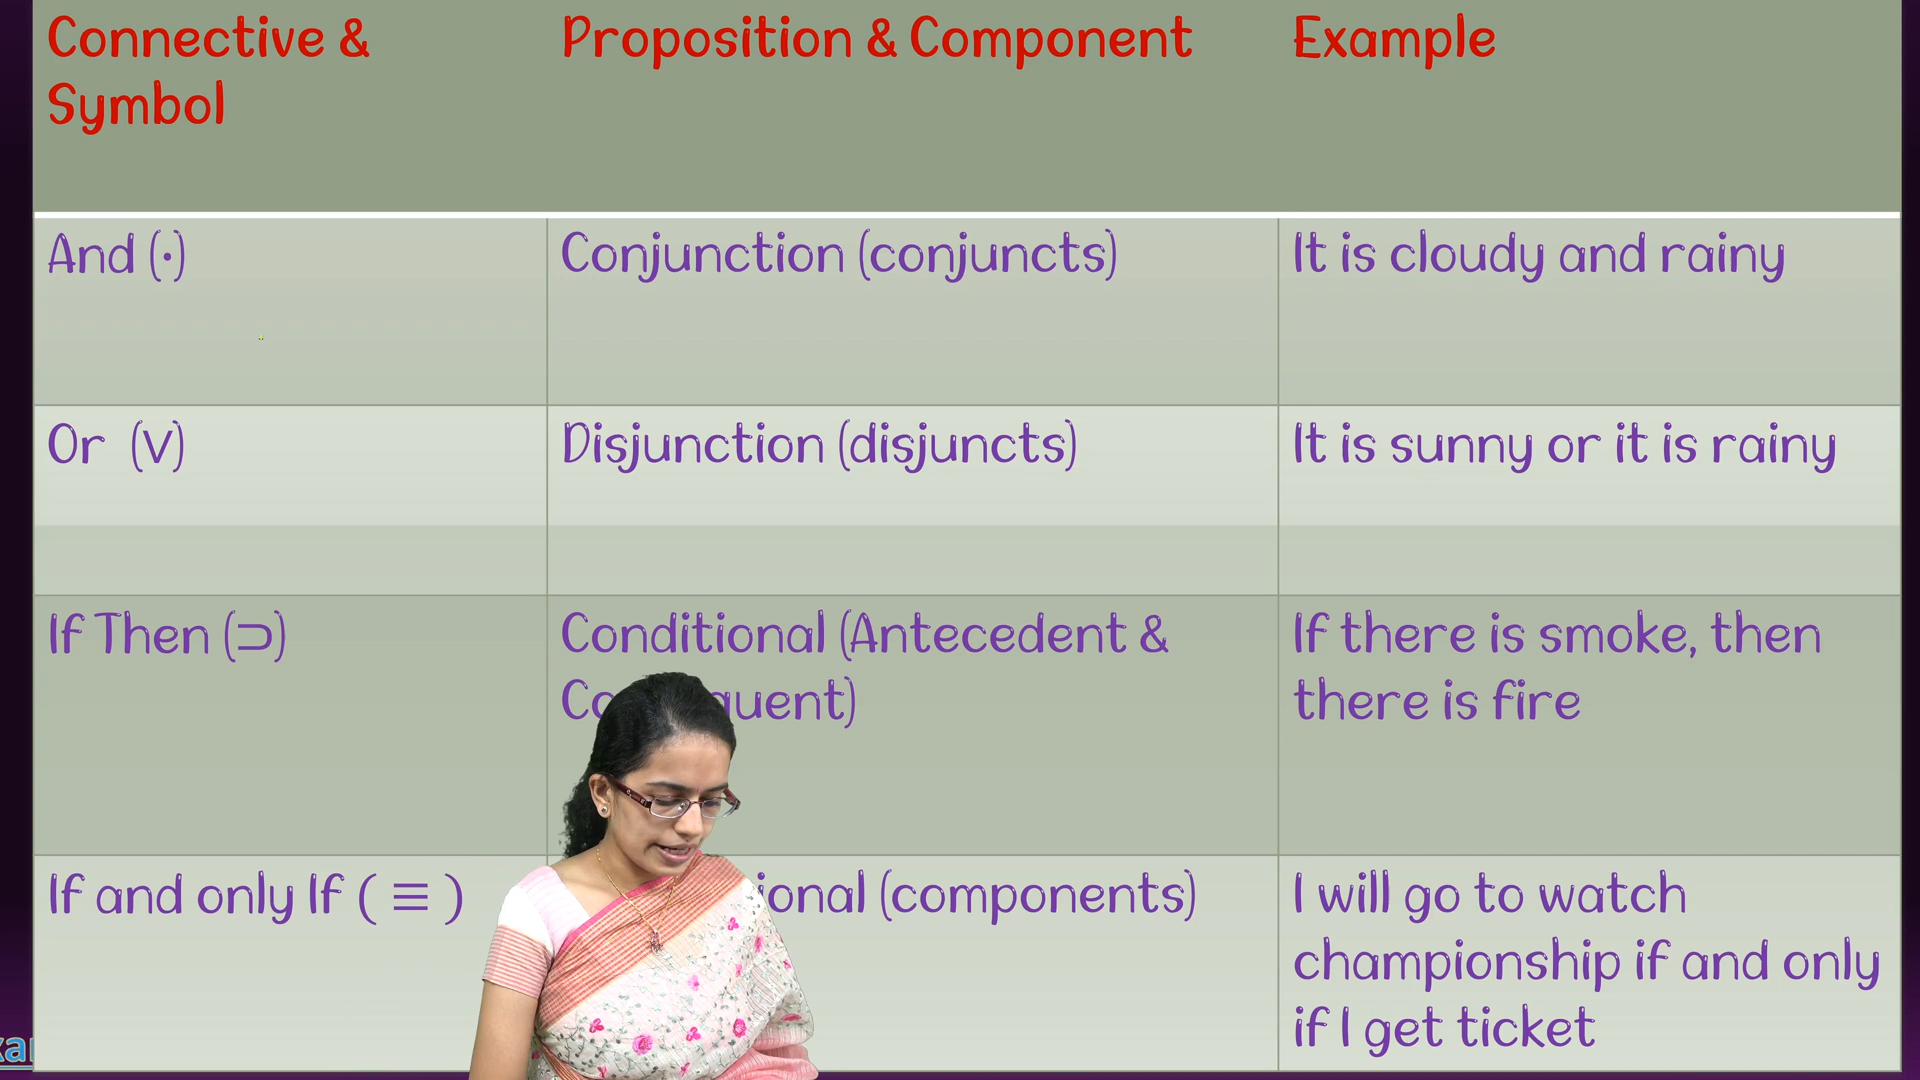 Connective &
Symbol
Proposition & Component
Example
And (·)
Conjunction (conjuncts)
It is cloudy and rainy
Or (V)
Disjunction (disjuncts)
It is sunny or it is rainy
If Then (⊃)
Conditional (Antecedent &
If there is smoke, then
there is fire
If and only If ( ≡ )
(components)
I will go to watch
championship if and only
if I get ticket